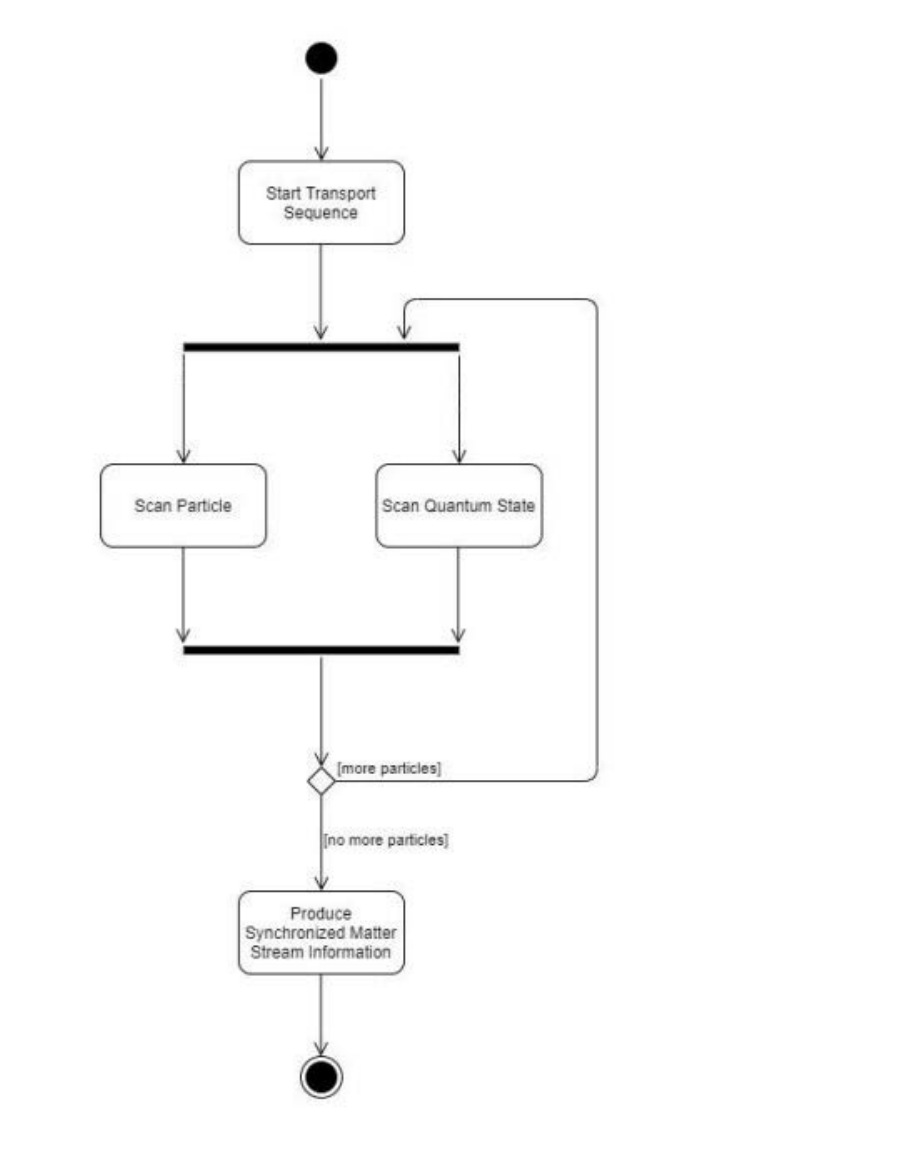 Start Transport
Sequence
Scan Particle
Scan Quantum State
[more particles]
[no more particles]
Produce
Synchronized Matter
Stream Information